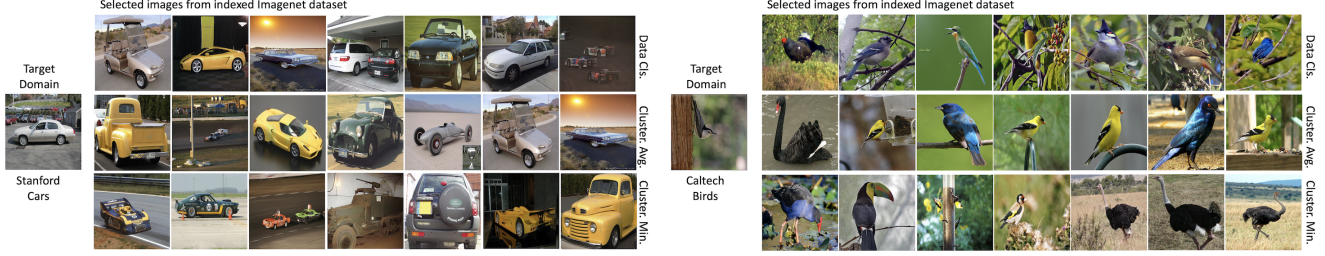 Selected images from indexed Imagenet dataset
Target
Domain
Stanford
Cars
Data Cls.
Cluster. Avg.
Cluster. Min.
Selected images from indexed Imagenet dataset
Target
Domain
Caltech
Birds
Data Cls.
Cluster. Avg.
Cluster. Min.